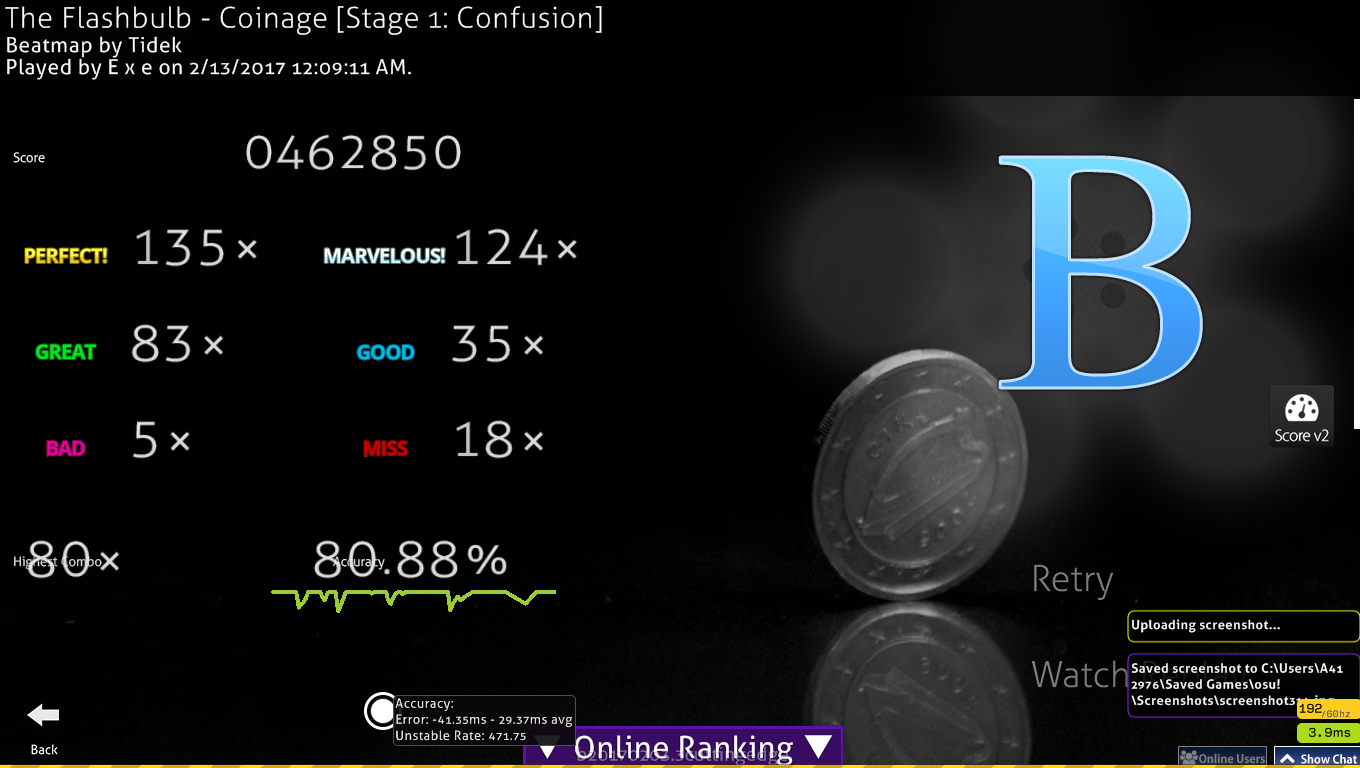 The Flashbulb - Coinage [Stage 1: Confusion]
Beatmap by Tidek
Played by E x e on 2/13/2017 12:09:11 AM.
Score 0462850
PERFECT! 135× MARVELOUS! 124×
GREAT 83× GOOD 35×
BAD 5× MISS 18×
B
Score v2
Highest Combo 80× Accuracy 80.88%
Retry
Uploading screenshot...
Watch
Saved screenshot to C:\Users\A41
2976\Saved Games\osu!
192/60hz
3.9ms
Accuracy:
Error: -41.35ms - 29.37ms avg
Unstable Rate: 471.75
Back
Online Ranking
Online Users
Show Chat